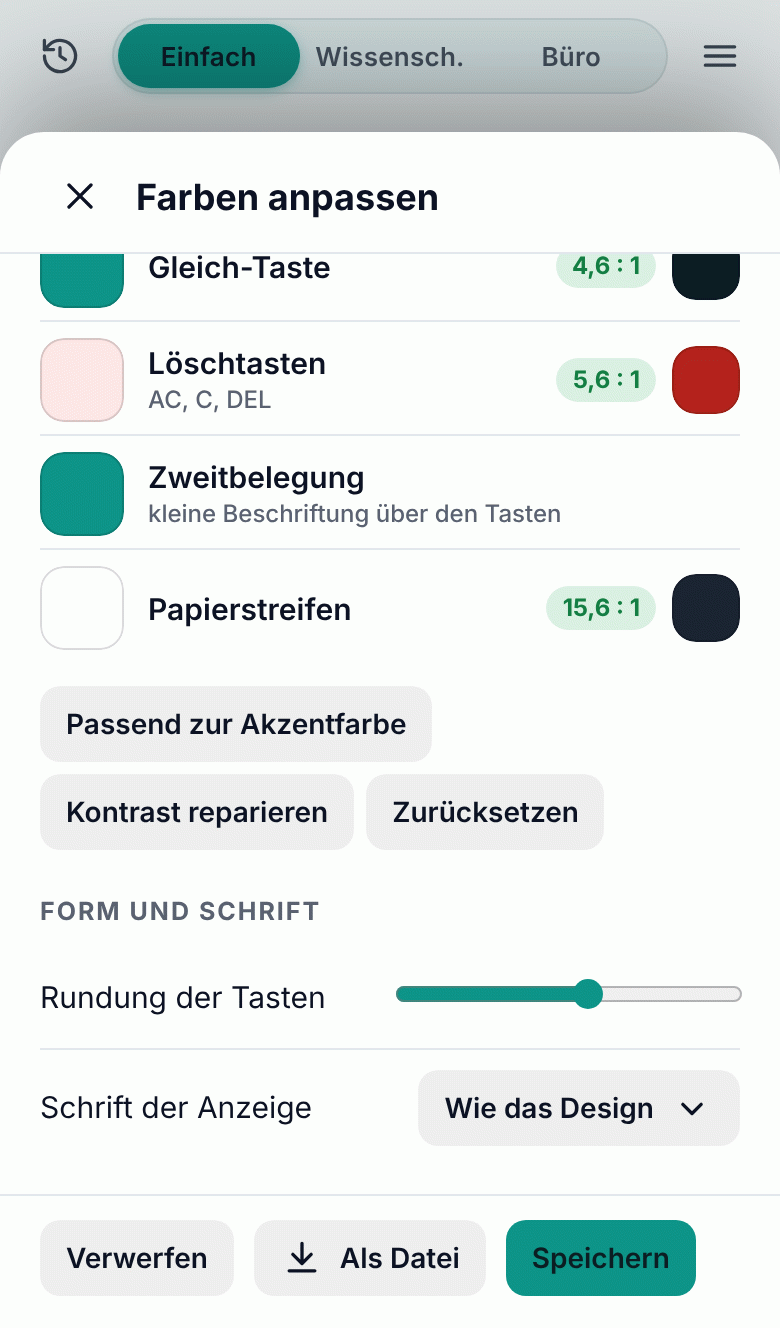 Einfach Wissensch. Büro
Farben anpassen
Gleich-Taste 4,6 : 1
Löschtasten 5,6 : 1
AC, C, DEL
Zweitbelegung
kleine Beschriftung über den Tasten
Papierstreifen 15,6 : 1
Passend zur Akzentfarbe
Kontrast reparieren Zurücksetzen
FORM UND SCHRIFT
Rundung der Tasten
Schrift der Anzeige Wie das Design
Verwerfen Als Datei Speichern